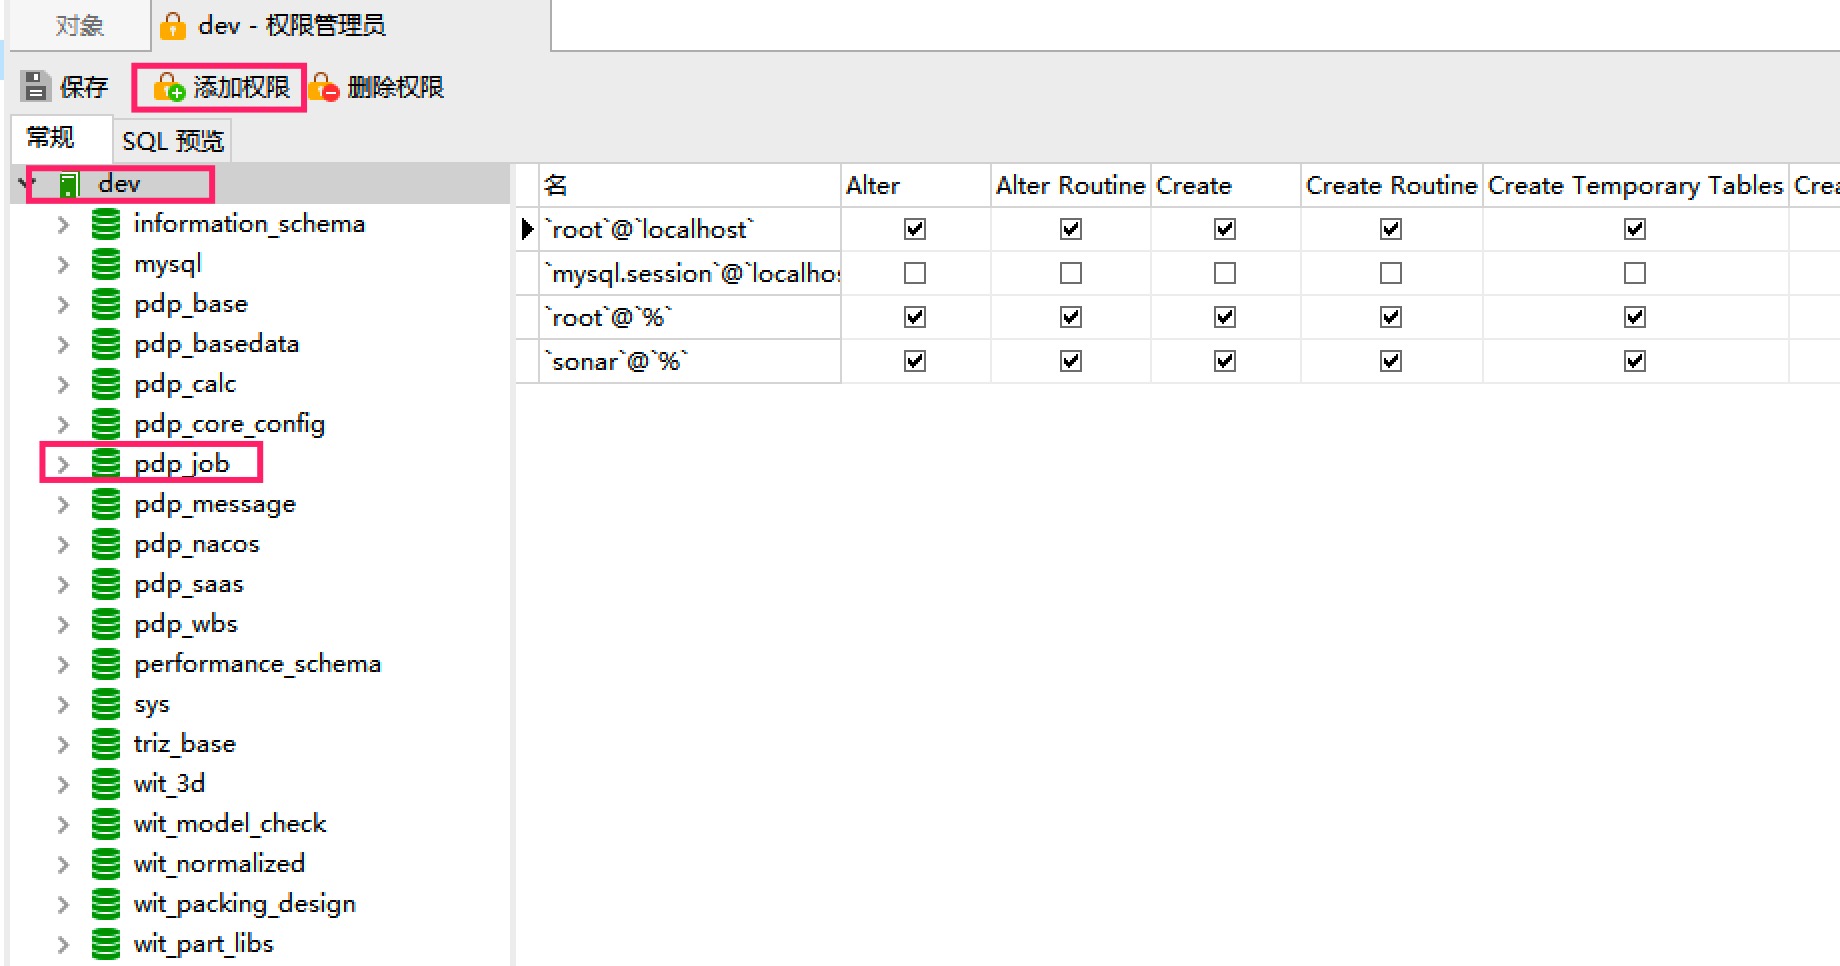 对象
dev - 权限管理员
保存 添加权限 删除权限
常规 SQL 预览
dev
information_schema
mysql
pdp_base
pdp_basedata
pdp_calc
pdp_core_config
pdp_job
pdp_message
pdp_nacos
pdp_saas
pdp_wbs
performance_schema
sys
triz_base
wit_3d
wit_model_check
wit_normalized
wit_packing_design
wit_part_libs
名 Alter Alter Routine Create Create Routine Create Temporary Tables
`root`@`localhost`
`mysql.session`@`localhos
`root`@`%`
`sonar`@`%`